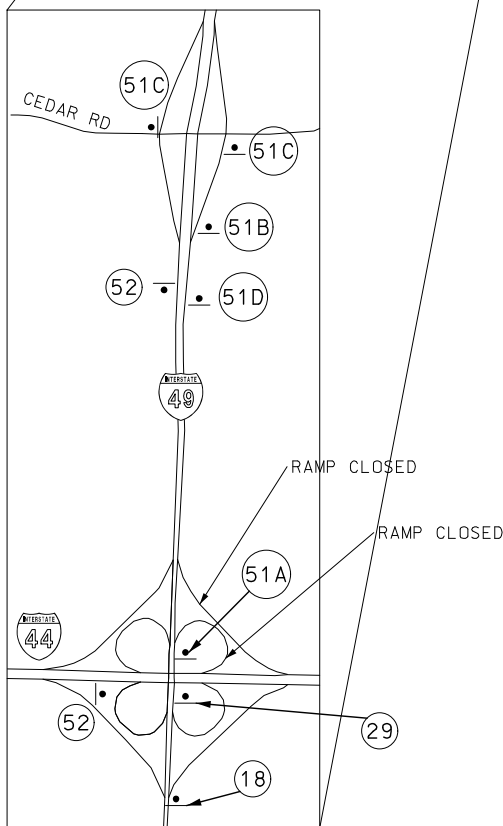 51C
CEDAR RD
51C
51B
52
51D
INTERSTATE
49
RAMP CLOSED
RAMP CLOSED
51A
INTERSTATE
44
52
29
18